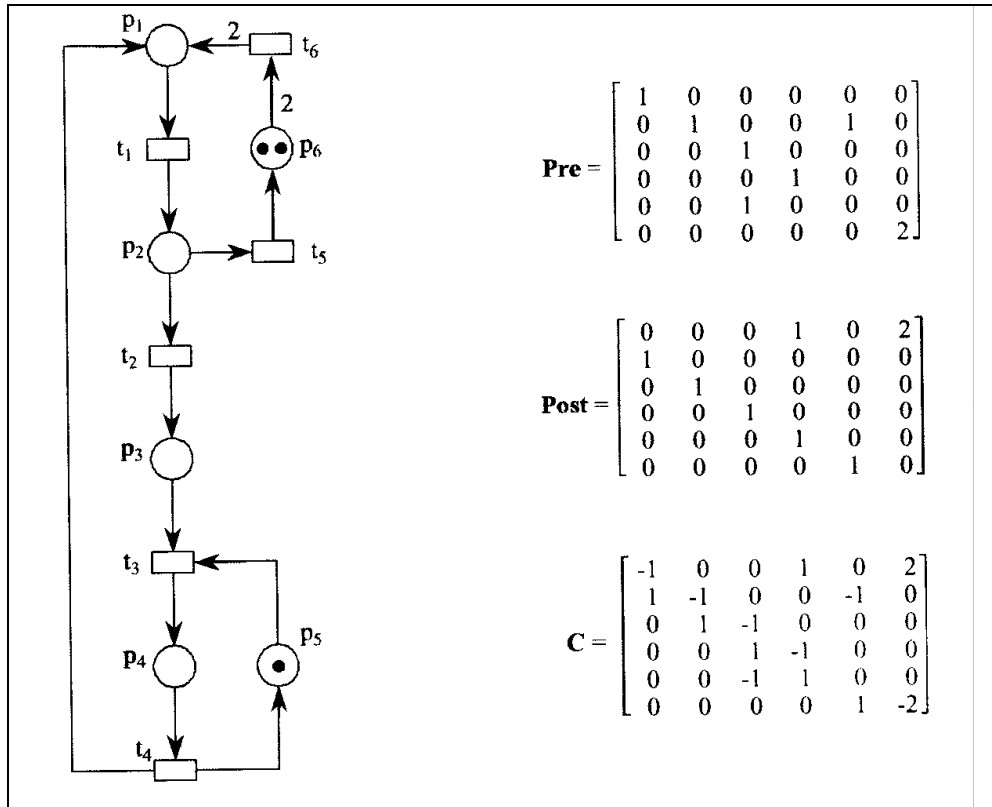 p1
2
t6
2
t1
p6
p2
t5
t2
p3
t3
p5
p4
t4
Pre =
1 0 0 0 0 0
0 1 0 0 1 0
0 0 1 0 0 0
0 0 0 1 0 0
0 0 1 0 0 0
0 0 0 0 0 2
Post =
0 0 0 1 0 2
1 0 0 0 0 0
0 1 0 0 0 0
0 0 1 0 0 0
0 0 0 1 0 0
0 0 0 0 1 0
C =
-1 0 0 1 0 2
1 -1 0 0 -1 0
0 1 -1 0 0 0
0 0 1 -1 0 0
0 0 -1 1 0 0
0 0 0 0 1 -2